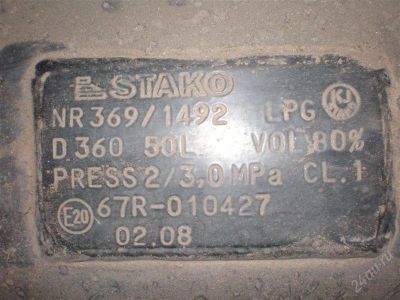 STAKO
NR 369/1492 LPG
D 360 50L VOL 80%
PRESS 2/3,0 MPa CL.1
E20 67R-010427
02.08